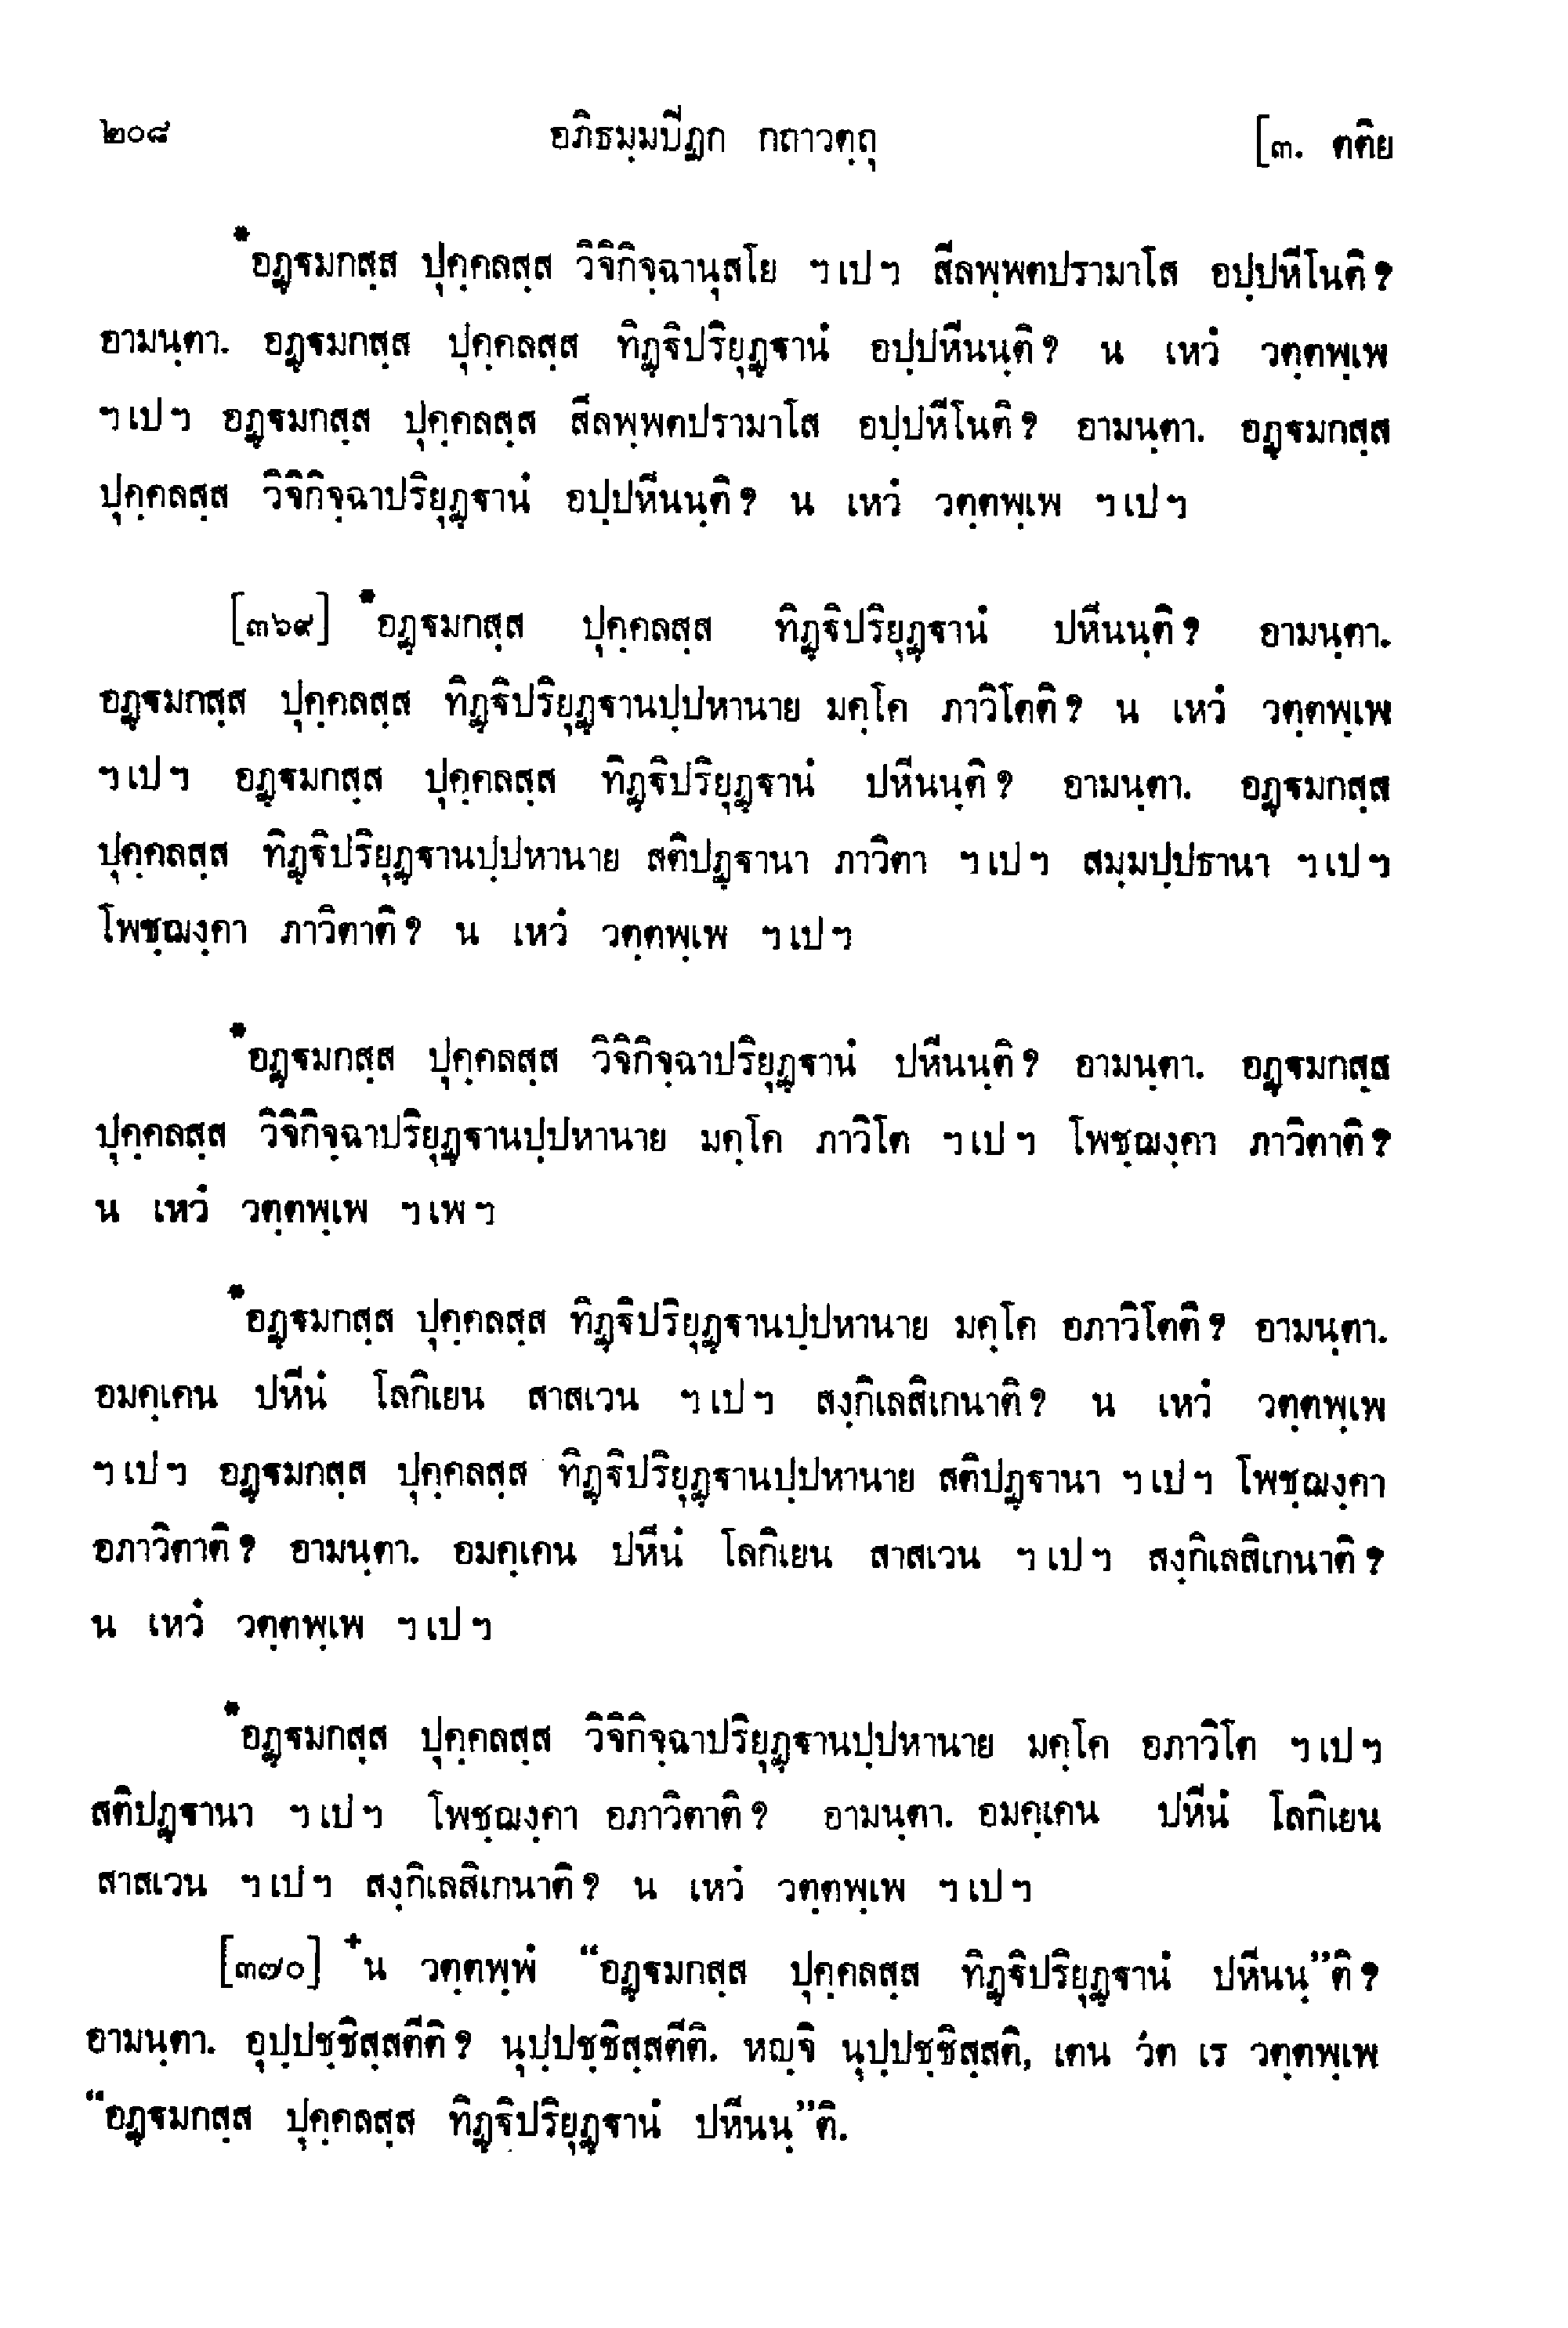 ๒๐๘ อภิธมฺมปีฏก กถาวตฺถุ [๓. ตติย
*อฏฺฐมกสฺส ปุคฺคลสฺส วิจิกิจฺฉานุสโย ฯเปฯ สีลพฺพตปรามาโส อปฺปหีโนติ?
อามนฺตา. อฏฺฐมกสฺส ปุคฺคลสฺส ทิฏฺฐิปริยุฏฺฐานํ อปฺปหีนนฺติ? น เหวํ วตฺตพฺเพ
ฯเปฯ อฏฺฐมกสฺส ปุคฺคลสฺส สีลพฺพตปรามาโส อปฺปหีโนติ? อามนฺตา. อฏฺฐมกสฺส
ปุคฺคลสฺส วิจิกิจฺฉาปริยุฏฺฐานํ อปฺปหีนนฺติ? น เหวํ วตฺตพฺเพ ฯเปฯ
[๓๖๙] *อฏฺฐมกสฺส ปุคฺคลสฺส ทิฏฺฐิปริยุฏฺฐานํ ปหีนนฺติ? อามนฺตา.
อฏฺฐมกสฺส ปุคฺคลสฺส ทิฏฺฐิปริยุฏฺฐานปฺปหานาย มคฺโค ภาวิโตติ? น เหวํ วตฺตพฺเพ
ฯเปฯ อฏฺฐมกสฺส ปุคฺคลสฺส ทิฏฺฐิปริยุฏฺฐานํ ปหีนนฺติ? อามนฺตา. อฏฺฐมกสฺส
ปุคฺคลสฺส ทิฏฺฐิปริยุฏฺฐานปฺปหานาย สติปฏฺฐานา ภาวิตา ฯเปฯ สมฺมปฺปธานา ฯเปฯ
โพชฺฌงฺคา ภาวิตาติ? น เหวํ วตฺตพฺเพ ฯเปฯ
*อฏฺฐมกสฺส ปุคฺคลสฺส วิจิกิจฺฉาปริยุฏฺฐานํ ปหีนนฺติ? อามนฺตา. อฏฺฐมกสฺส
ปุคฺคลสฺส วิจิกิจฺฉาปริยุฏฺฐานปฺปหานาย มคฺโค ภาวิโต ฯเปฯ โพชฺฌงฺคา ภาวิตาติ?
น เหวํ วตฺตพฺเพ ฯเพฯ
*อฏฺฐมกสฺส ปุคฺคลสฺส ทิฏฺฐิปริยุฏฺฐานปฺปหานาย มคฺโค อภาวิโตติ? อามนฺตา.
อมคฺเคน ปหีนํ โลกิเยน สาสเวน ฯเปฯ สงฺกิเลสิเกนาติ? น เหวํ วตฺตพฺเพ
ฯเปฯ อฏฺฐมกสฺส ปุคฺคลสฺส ทิฏฺฐิปริยุฏฺฐานปฺปหานาย สติปฏฺฐานา ฯเปฯ โพชฺฌงฺคา
อภาวิตาติ? อามนฺตา. อมคฺเคน ปหีนํ โลกิเยน สาสเวน ฯเปฯ สงฺกิเลสิเกนาติ?
น เหวํ วตฺตพฺเพ ฯเปฯ
*อฏฺฐมกสฺส ปุคฺคลสฺส วิจิกิจฺฉาปริยุฏฺฐานปฺปหานาย มคฺโค อภาวิโต ฯเปฯ
สติปฏฺฐานา ฯเปฯ โพชฺฌงฺคา อภาวิตาติ? อามนฺตา. อมคฺเคน ปหีนํ โลกิเยน
สาสเวน ฯเปฯ สงฺกิเลสิเกนาติ? น เหวํ วตฺตพฺเพ ฯเปฯ
[๓๗๐] +น วตฺตพฺพํ “อฏฺฐมกสฺส ปุคฺคลสฺส ทิฏฺฐิปริยุฏฺฐานํ ปหีนนฺ”ติ?
อามนฺตา. อุปฺปชฺชิสฺสตีติ? นุปฺปชฺชิสฺสตีติ. หญฺจิ นุปฺปชฺชิสฺสติ, เตน วํต เร วตฺตพฺเพ
“อฏฺฐมกสฺส ปุคฺคลสฺส ทิฏฺฐิปริยุฏฺฐานํ ปหีนนฺ”ติ.